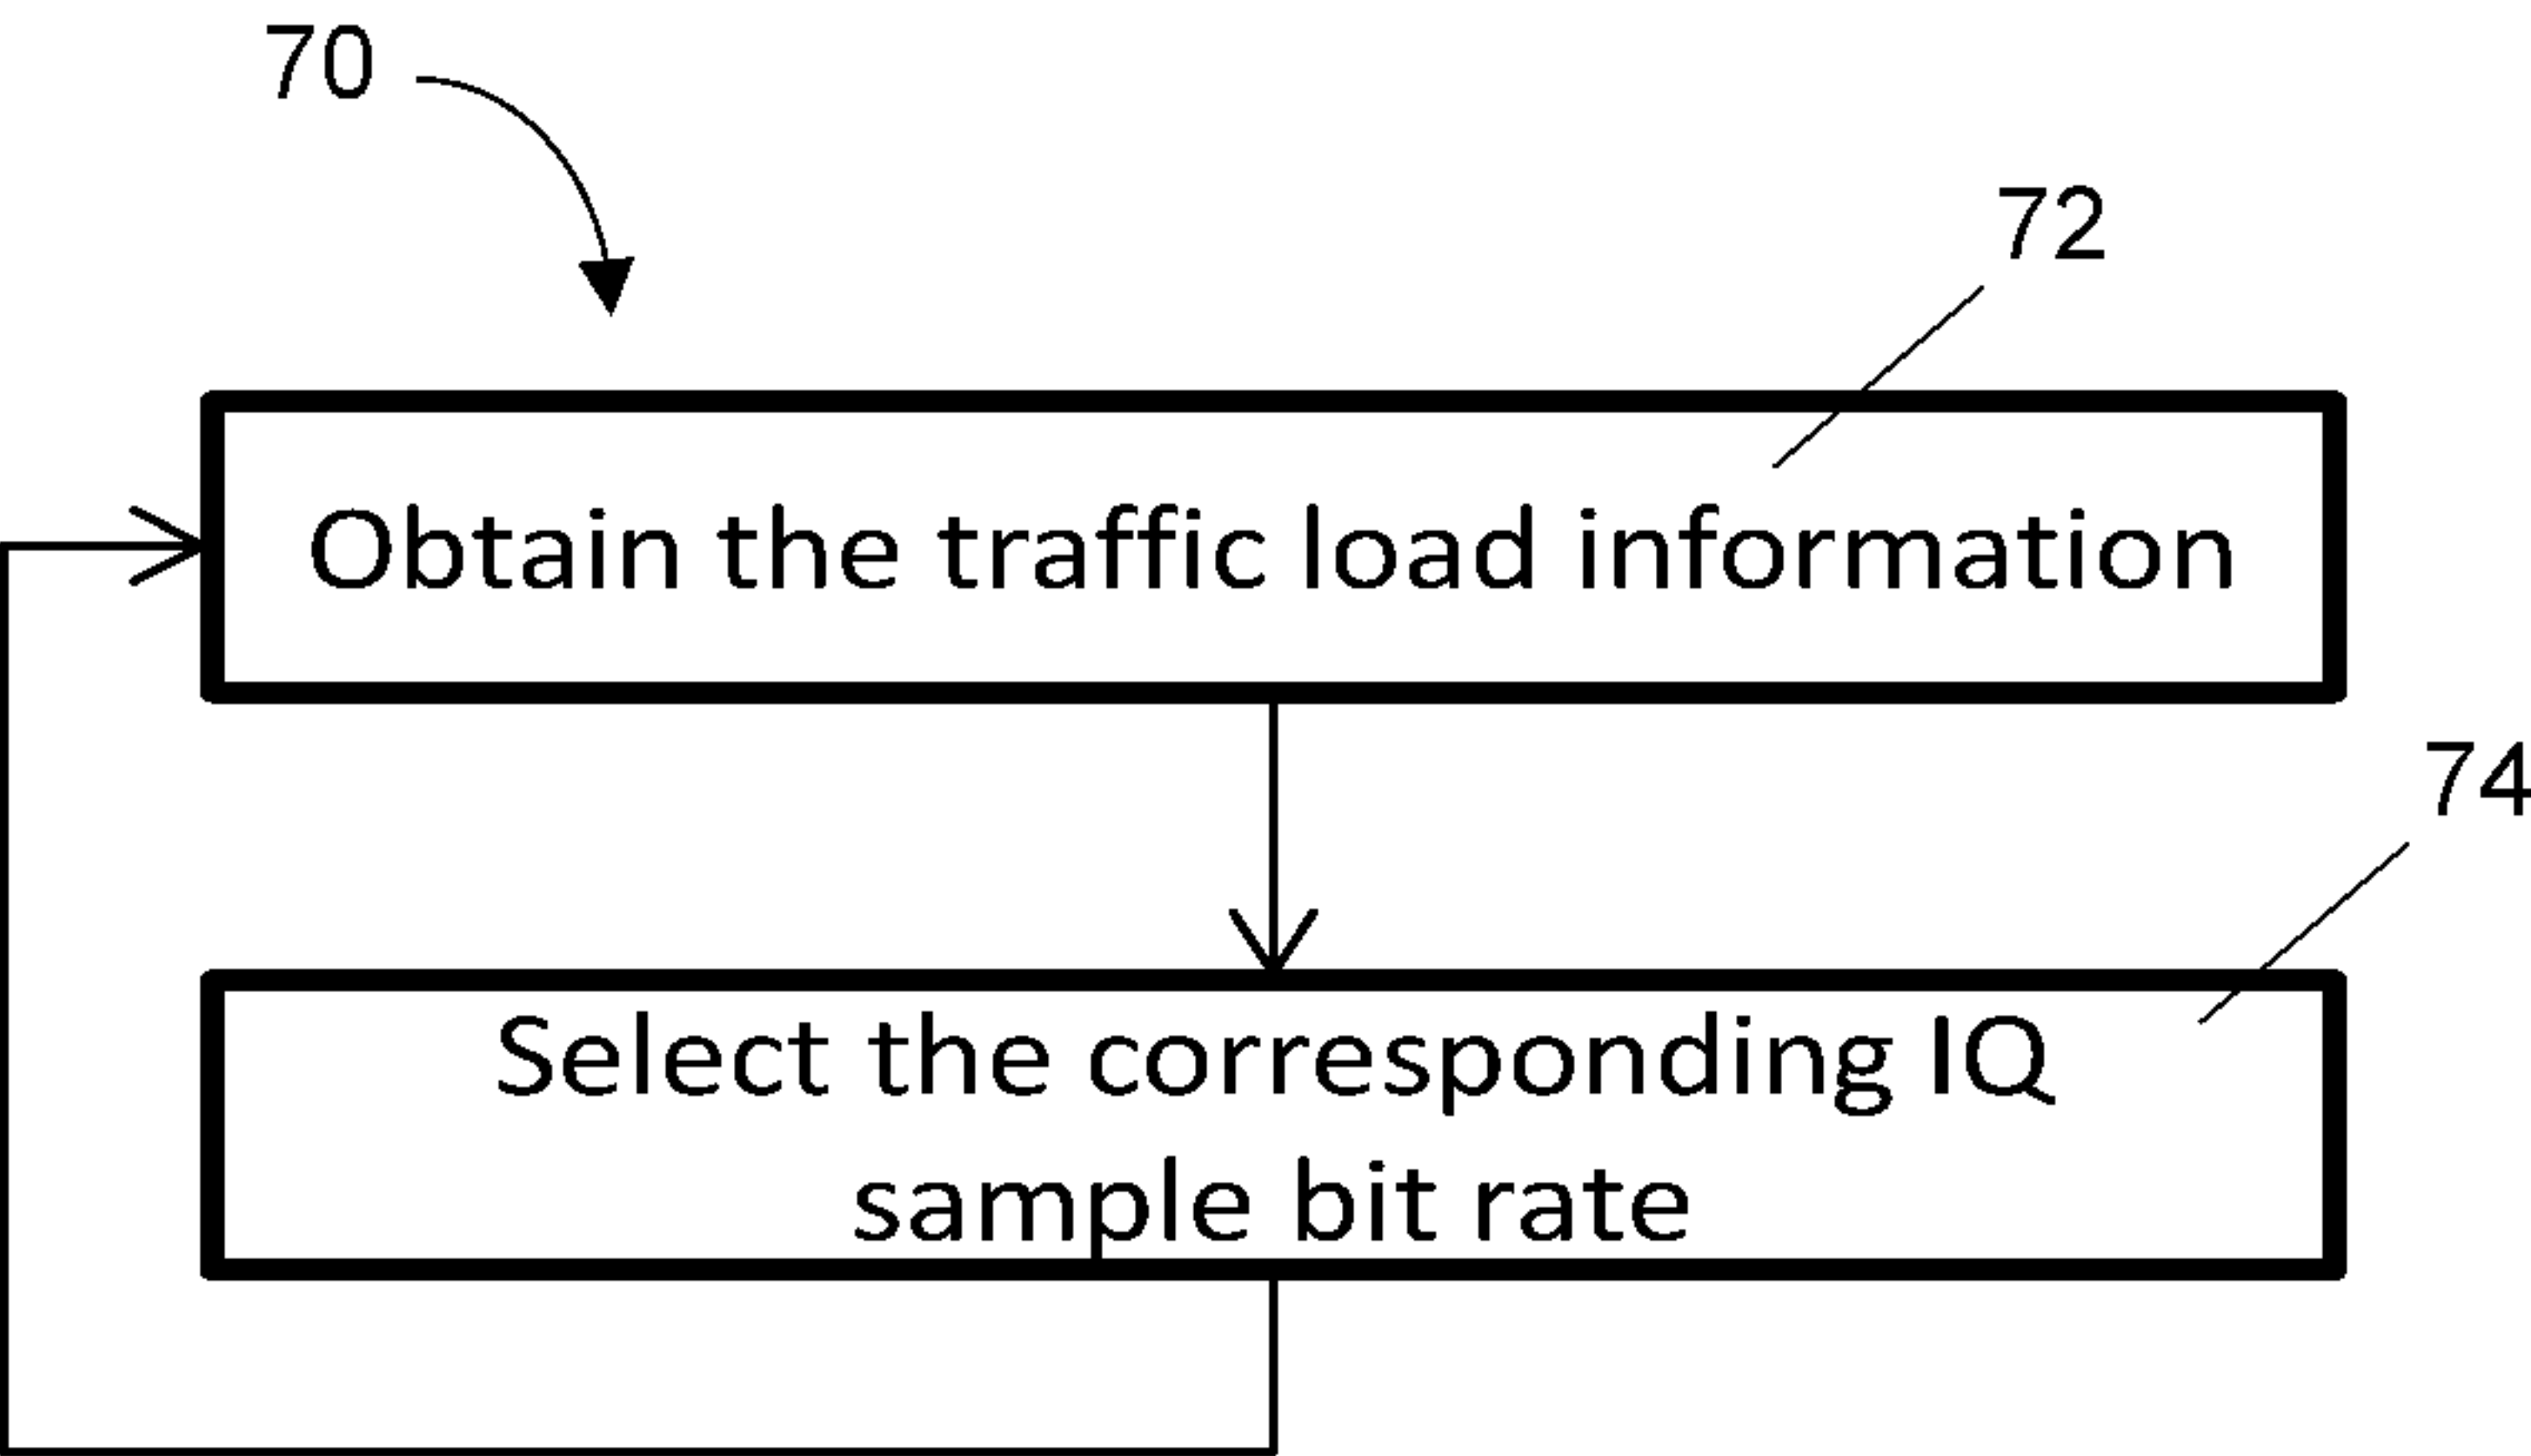 70
72
Obtain the traffic load information
74
Select the corresponding IQ
sample bit rate